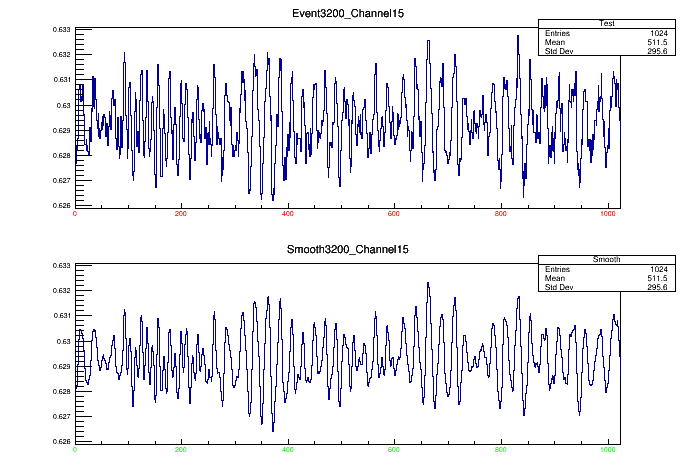 Event3200_Channel15
Test
Entries 1024
Mean 511.5
Std Dev 295.6
0.633
0.632
0.631
0.63
0.629
0.628
0.627
0.626
0 200 400 600 800 1000
Smooth3200_Channel15
Smooth
Entries 1024
Mean 511.5
Std Dev 295.6
0.633
0.632
0.631
0.63
0.629
0.628
0.627
0.626
0 200 400 600 800 1000